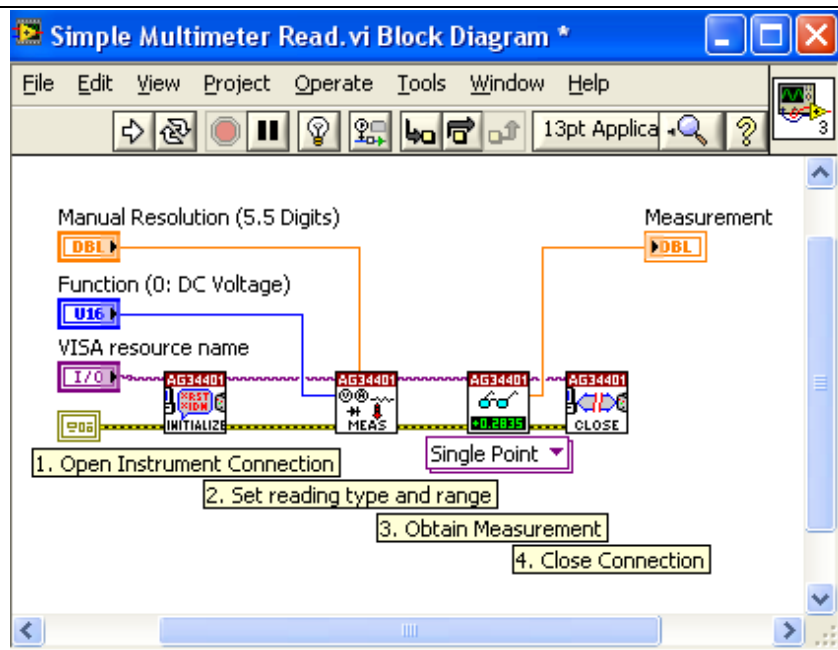 Simple Multimeter Read.vi Block Diagram *
File Edit View Project Operate Tools Window Help
13pt Applica
3
Manual Resolution (5.5 Digits)
Measurement
DBL
DBL
Function (0: DC Voltage)
U16
VISA resource name
I/O
AG34401 AG34401 AG34401 AG34401
*RST
*IDN
+0.2835
INITIALIZE MEAS CLOSE
Single Point
1. Open Instrument Connection
2. Set reading type and range
3. Obtain Measurement
4. Close Connection